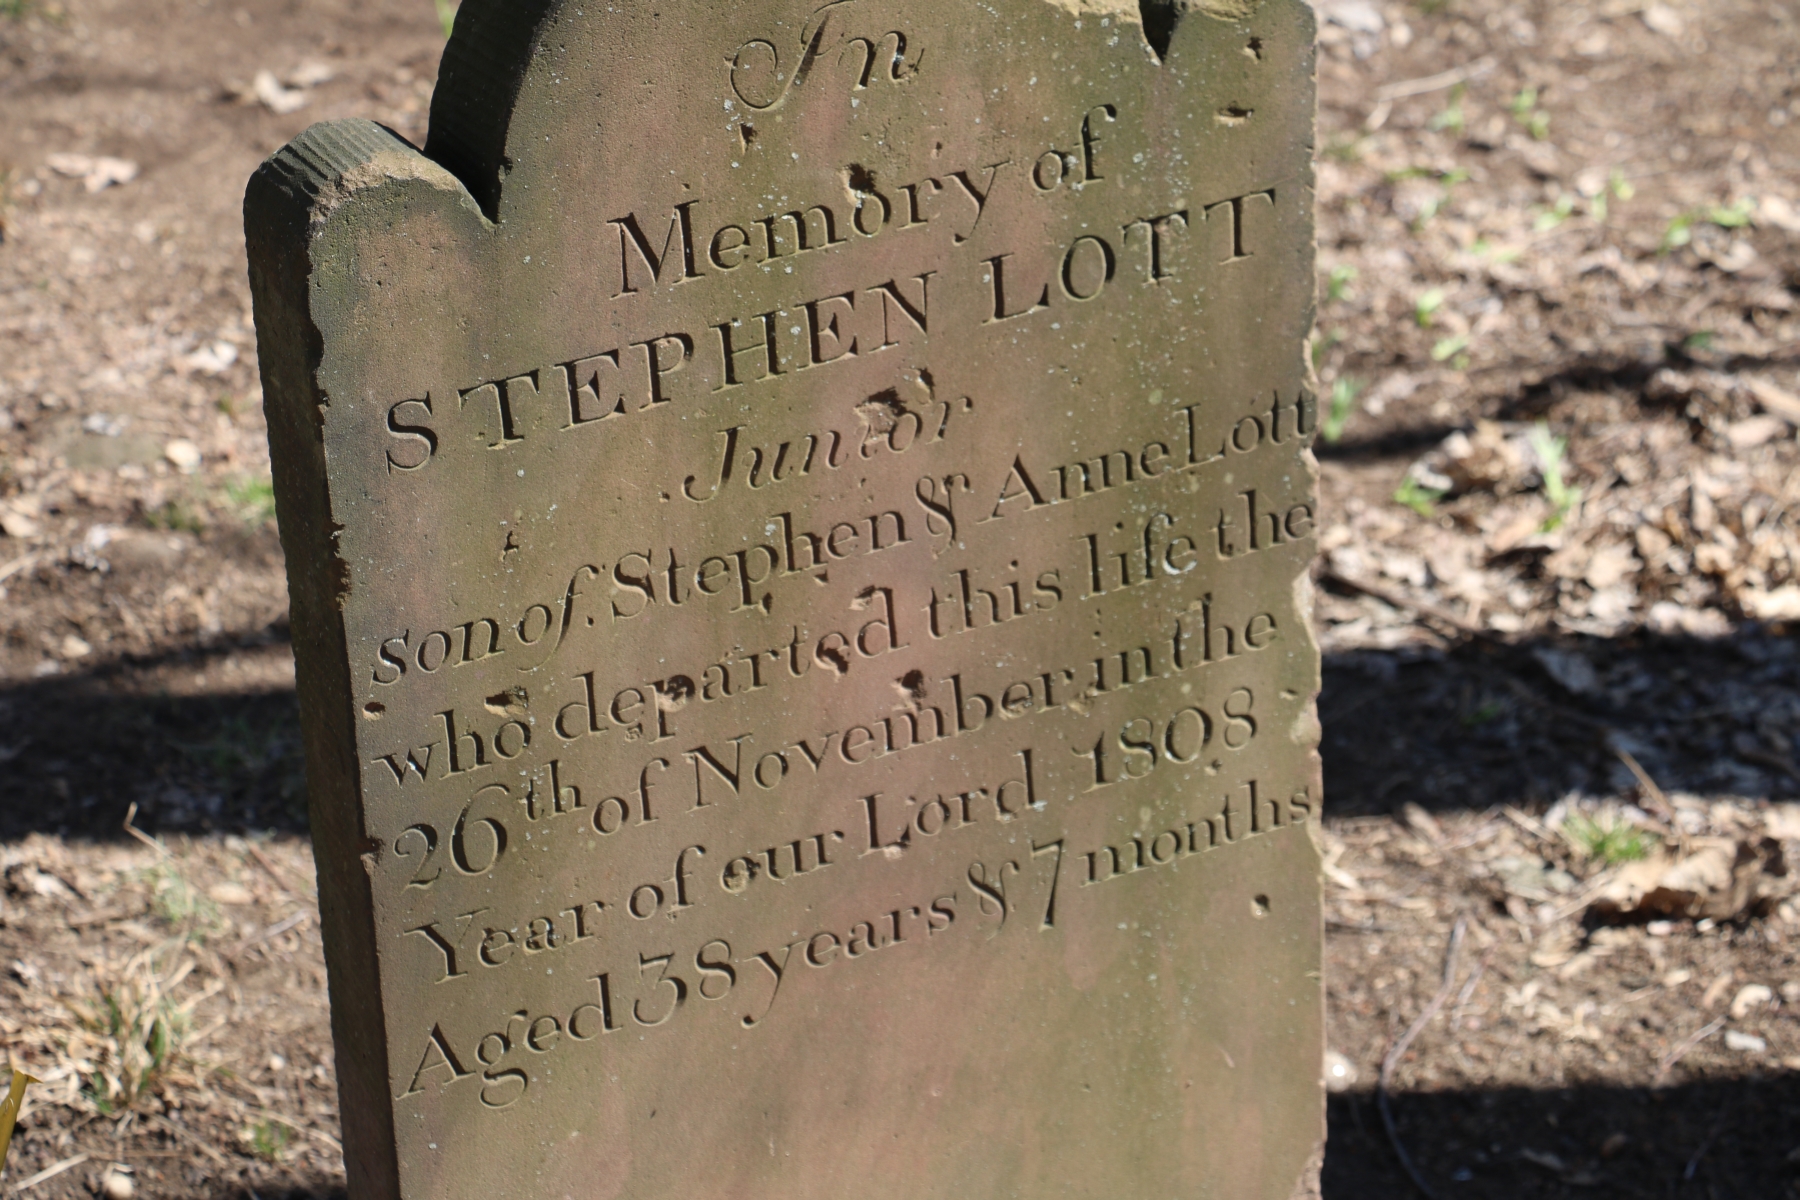 In
Memory of
STEPHEN LOTT
Junior
son of Stephen & Anne Lott
who departed this life the
26th of November in the
Year of our Lord 1808
Aged 38 years & 7 months